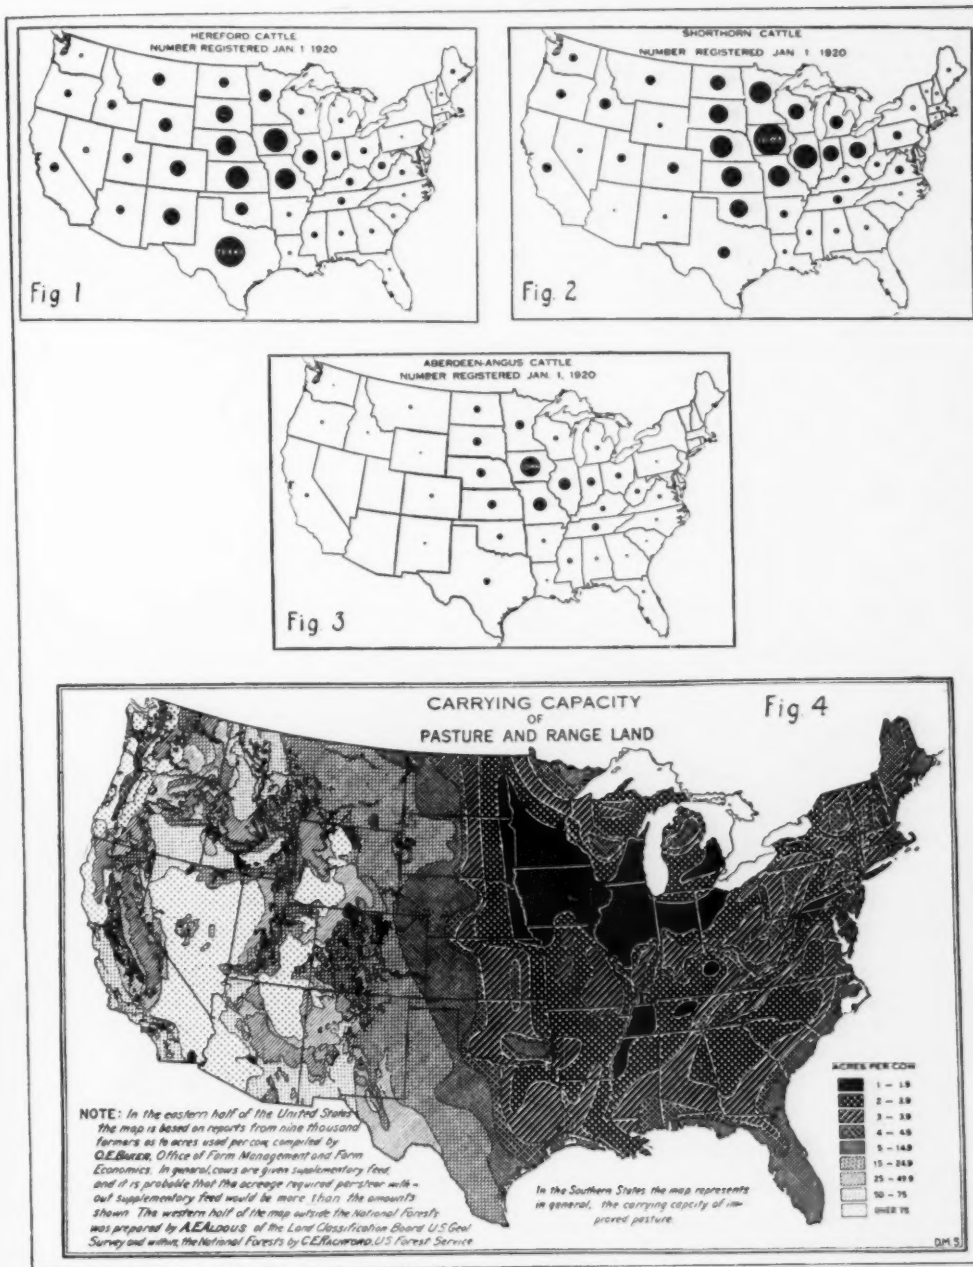 HEREFORD CATTLE
NUMBER REGISTERED JAN. 1 1920
Fig 1
SHORTHORN CATTLE
NUMBER REGISTERED JAN. 1 1920
Fig. 2
ABERDEEN-ANGUS CATTLE
NUMBER REGISTERED JAN. 1, 1920
Fig. 3
CARRYING CAPACITY
OF
PASTURE AND RANGE LAND
Fig. 4
NOTE: In the eastern half of the United States
the map is based on reports from nine thousand
farmers as to acres used per cow, compiled by
O.E.BAKER, Office of Farm Management and Farm
Economics. In general, cows are given supplementary feed,
and it is probable that the acreage required per steer with-
out supplementary feed would be more than the amounts
shown. The western half of the map outside the National Forests
was prepared by A.E.ALDOUS of the Land Classification Board U.S. Geol.
Survey and within the National Forests by C.E.RACHFORD, US Forest Service.
In the Southern States the map represents
in general, the carrying capacity of im-
proved pasture.
ACRES PER COW
1 - 1.9
2 - 2.9
3 - 3.9
4 - 4.9
5 - 14.9
15 - 24.9
25 - 49.9
50 - 75
OVER 75
O.M.S.